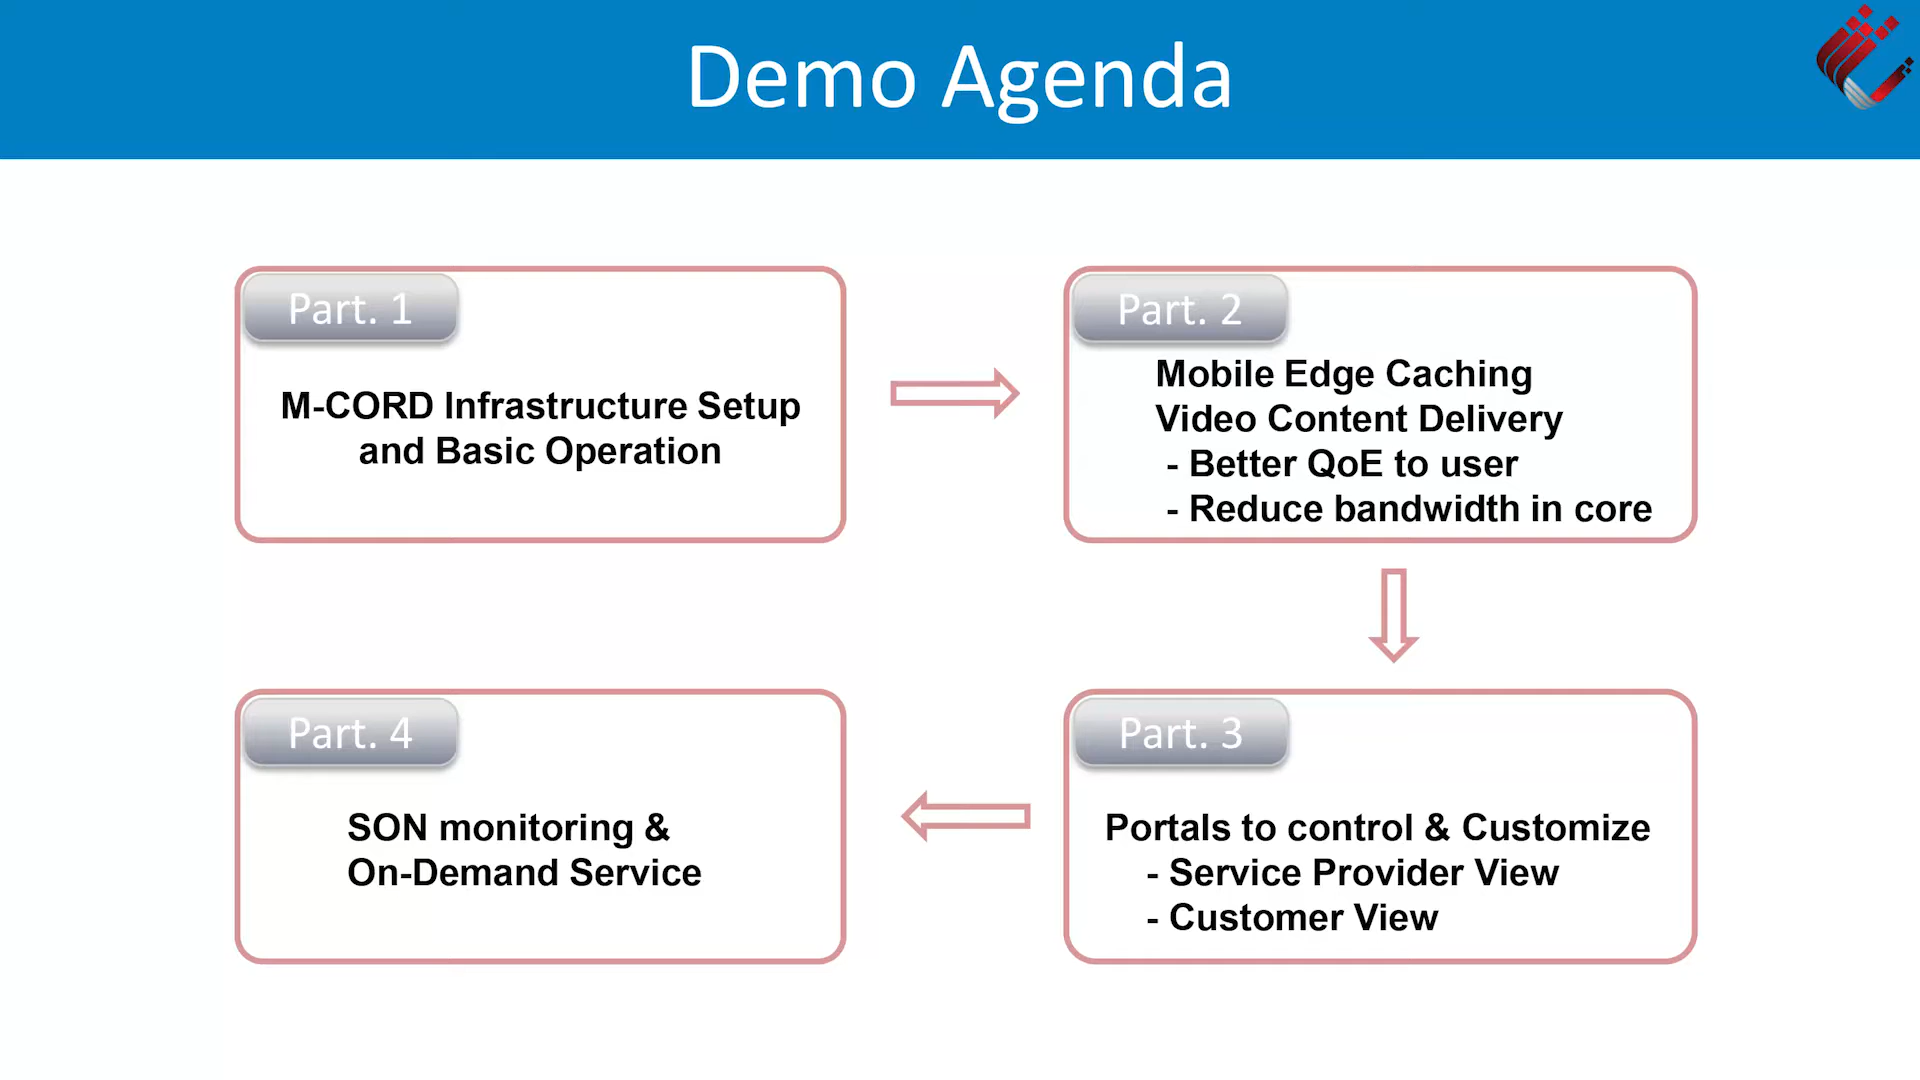 Demo Agenda
Part. 1
M-CORD Infrastructure Setup
and Basic Operation
Part. 2
Mobile Edge Caching
Video Content Delivery
- Better QoE to user
- Reduce bandwidth in core
Part. 3
Portals to control & Customize
- Service Provider View
- Customer View
Part. 4
SON monitoring &
On-Demand Service